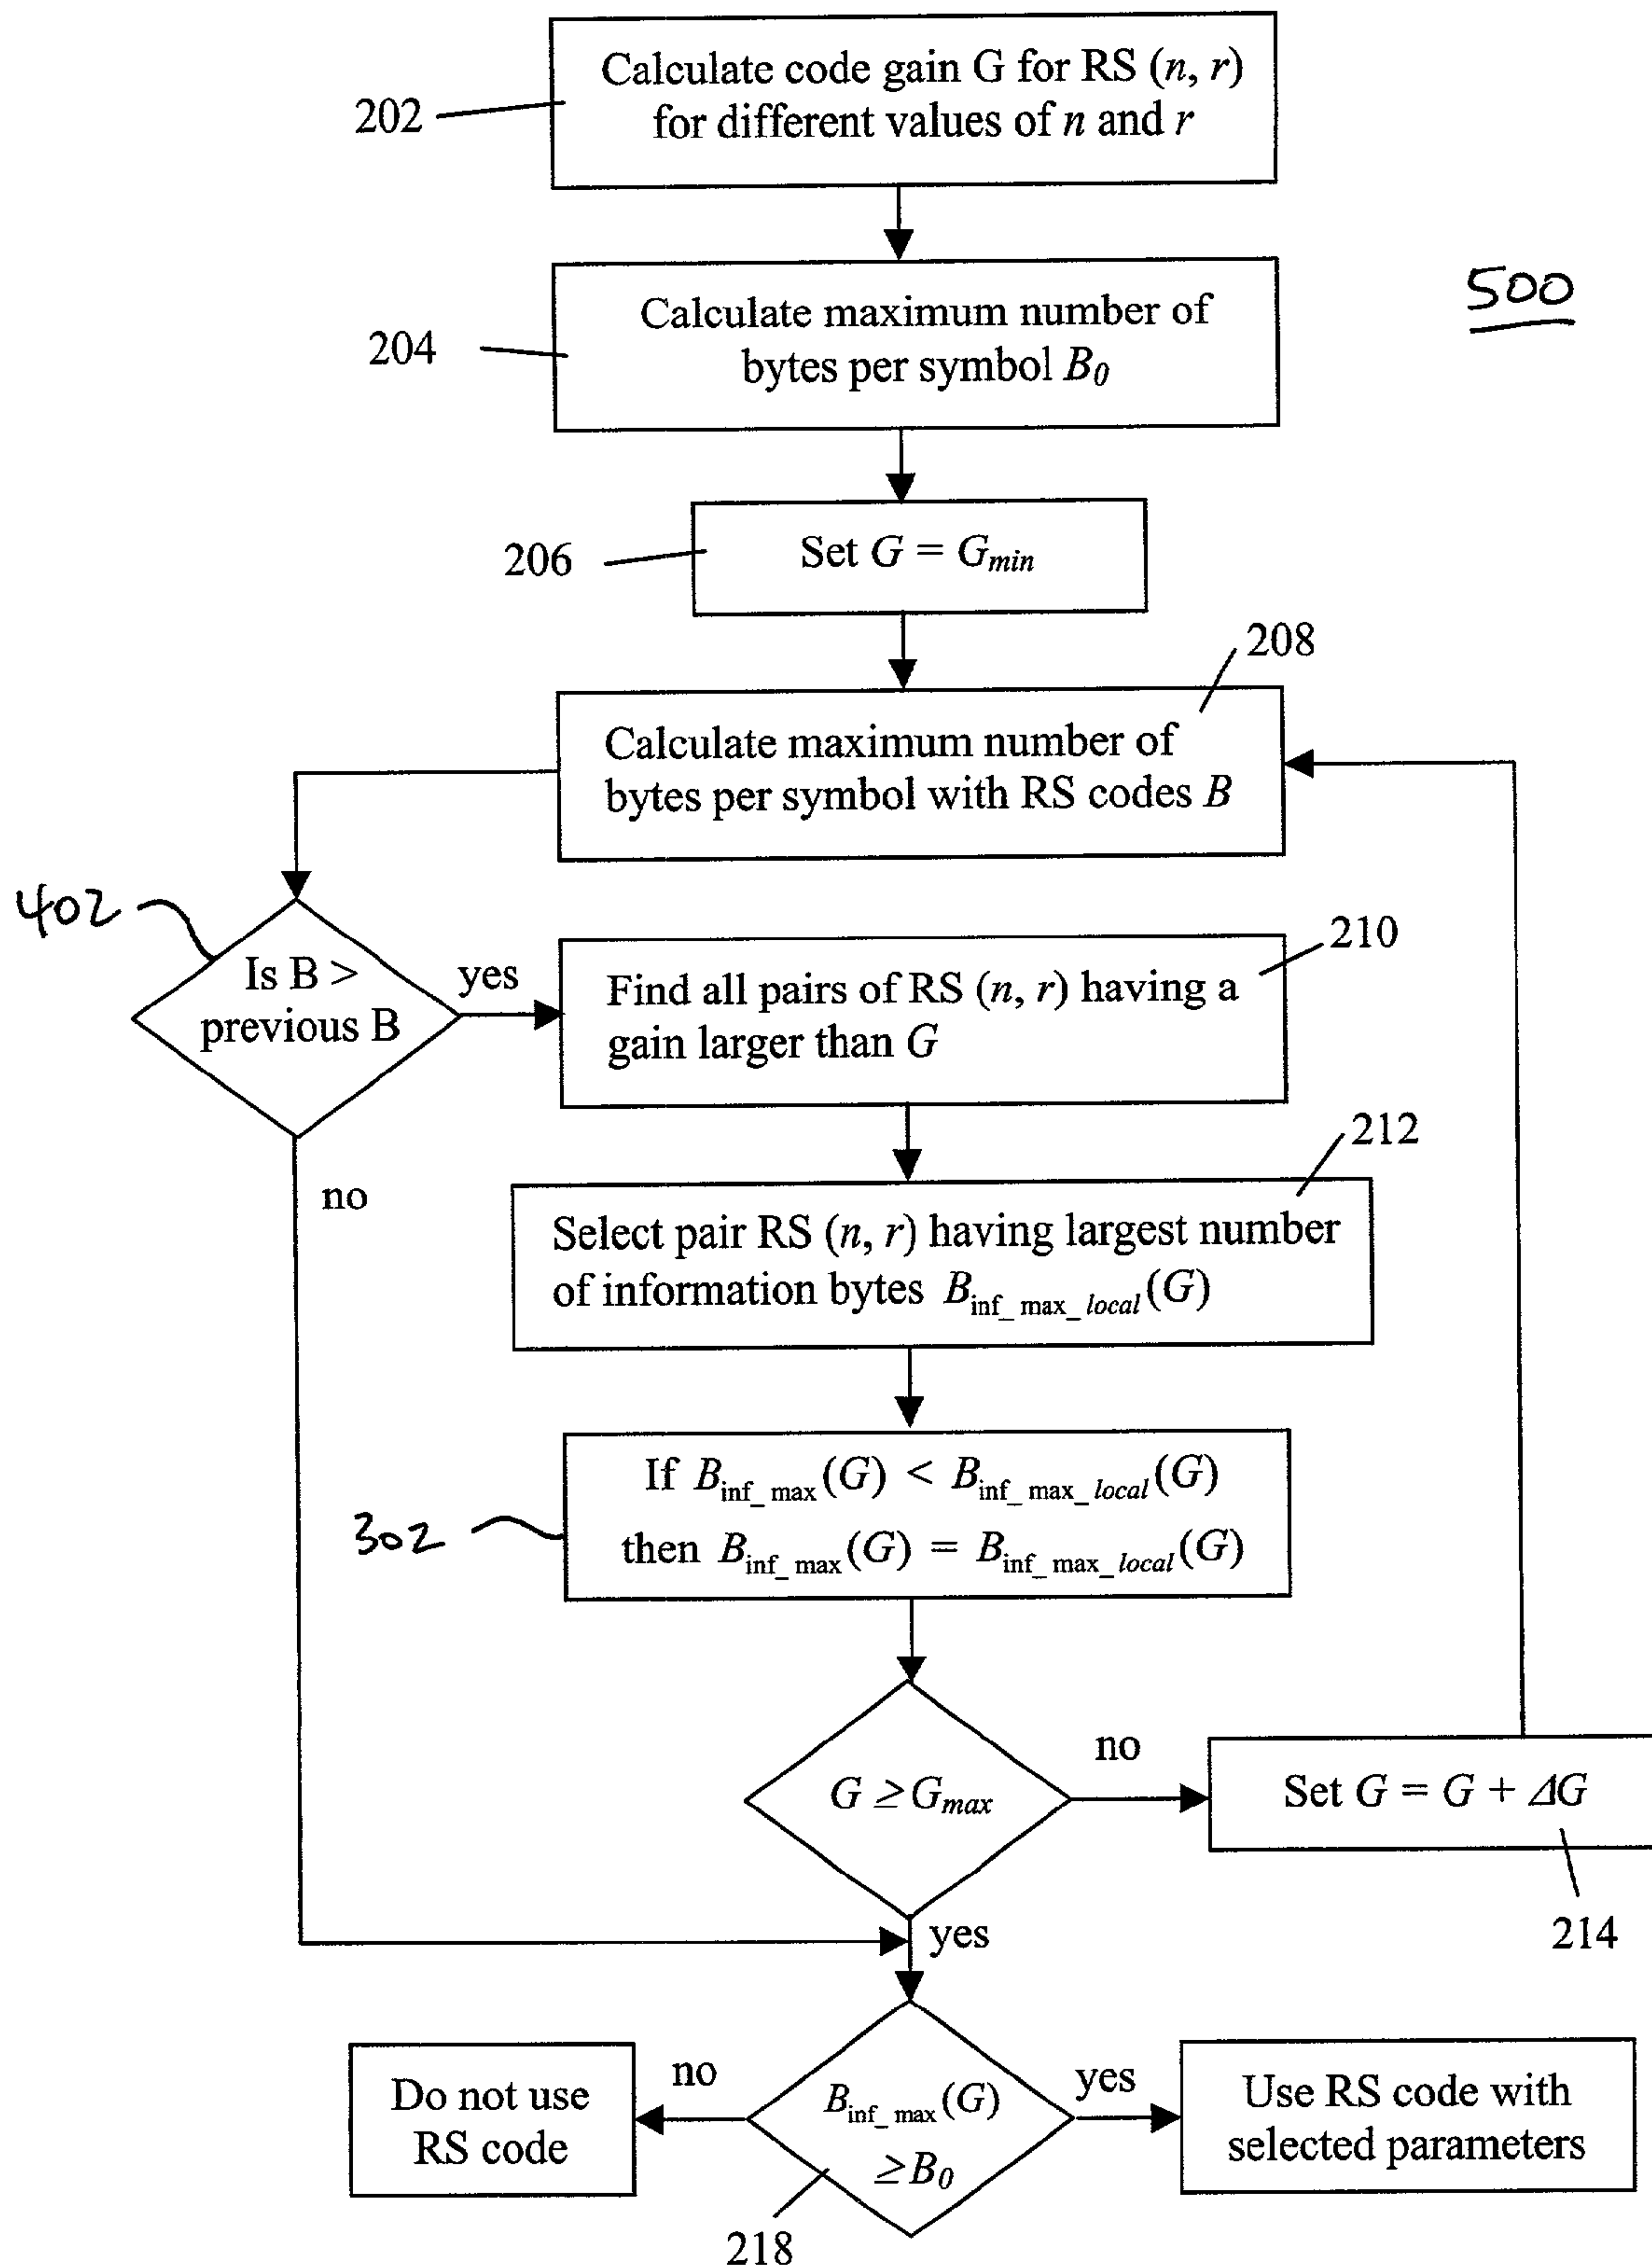 Calculate code gain G for RS (n, r)
for different values of n and r
202
Calculate maximum number of
bytes per symbol B0
204
500
Set G = Gmin
206
208
Calculate maximum number of
bytes per symbol with RS codes B
402
Is B >
previous B
yes
no
210
Find all pairs of RS (n, r) having a
gain larger than G
212
Select pair RS (n, r) having largest number
of information bytes Binf_max_local(G)
302
If Binf_max(G) < Binf_max_local(G)
then Binf_max(G) = Binf_max_local(G)
G ≥ Gmax
no
Set G = G + ΔG
214
yes
Binf_max(G)
≥ B0
218
no
Do not use
RS code
yes
Use RS code with
selected parameters